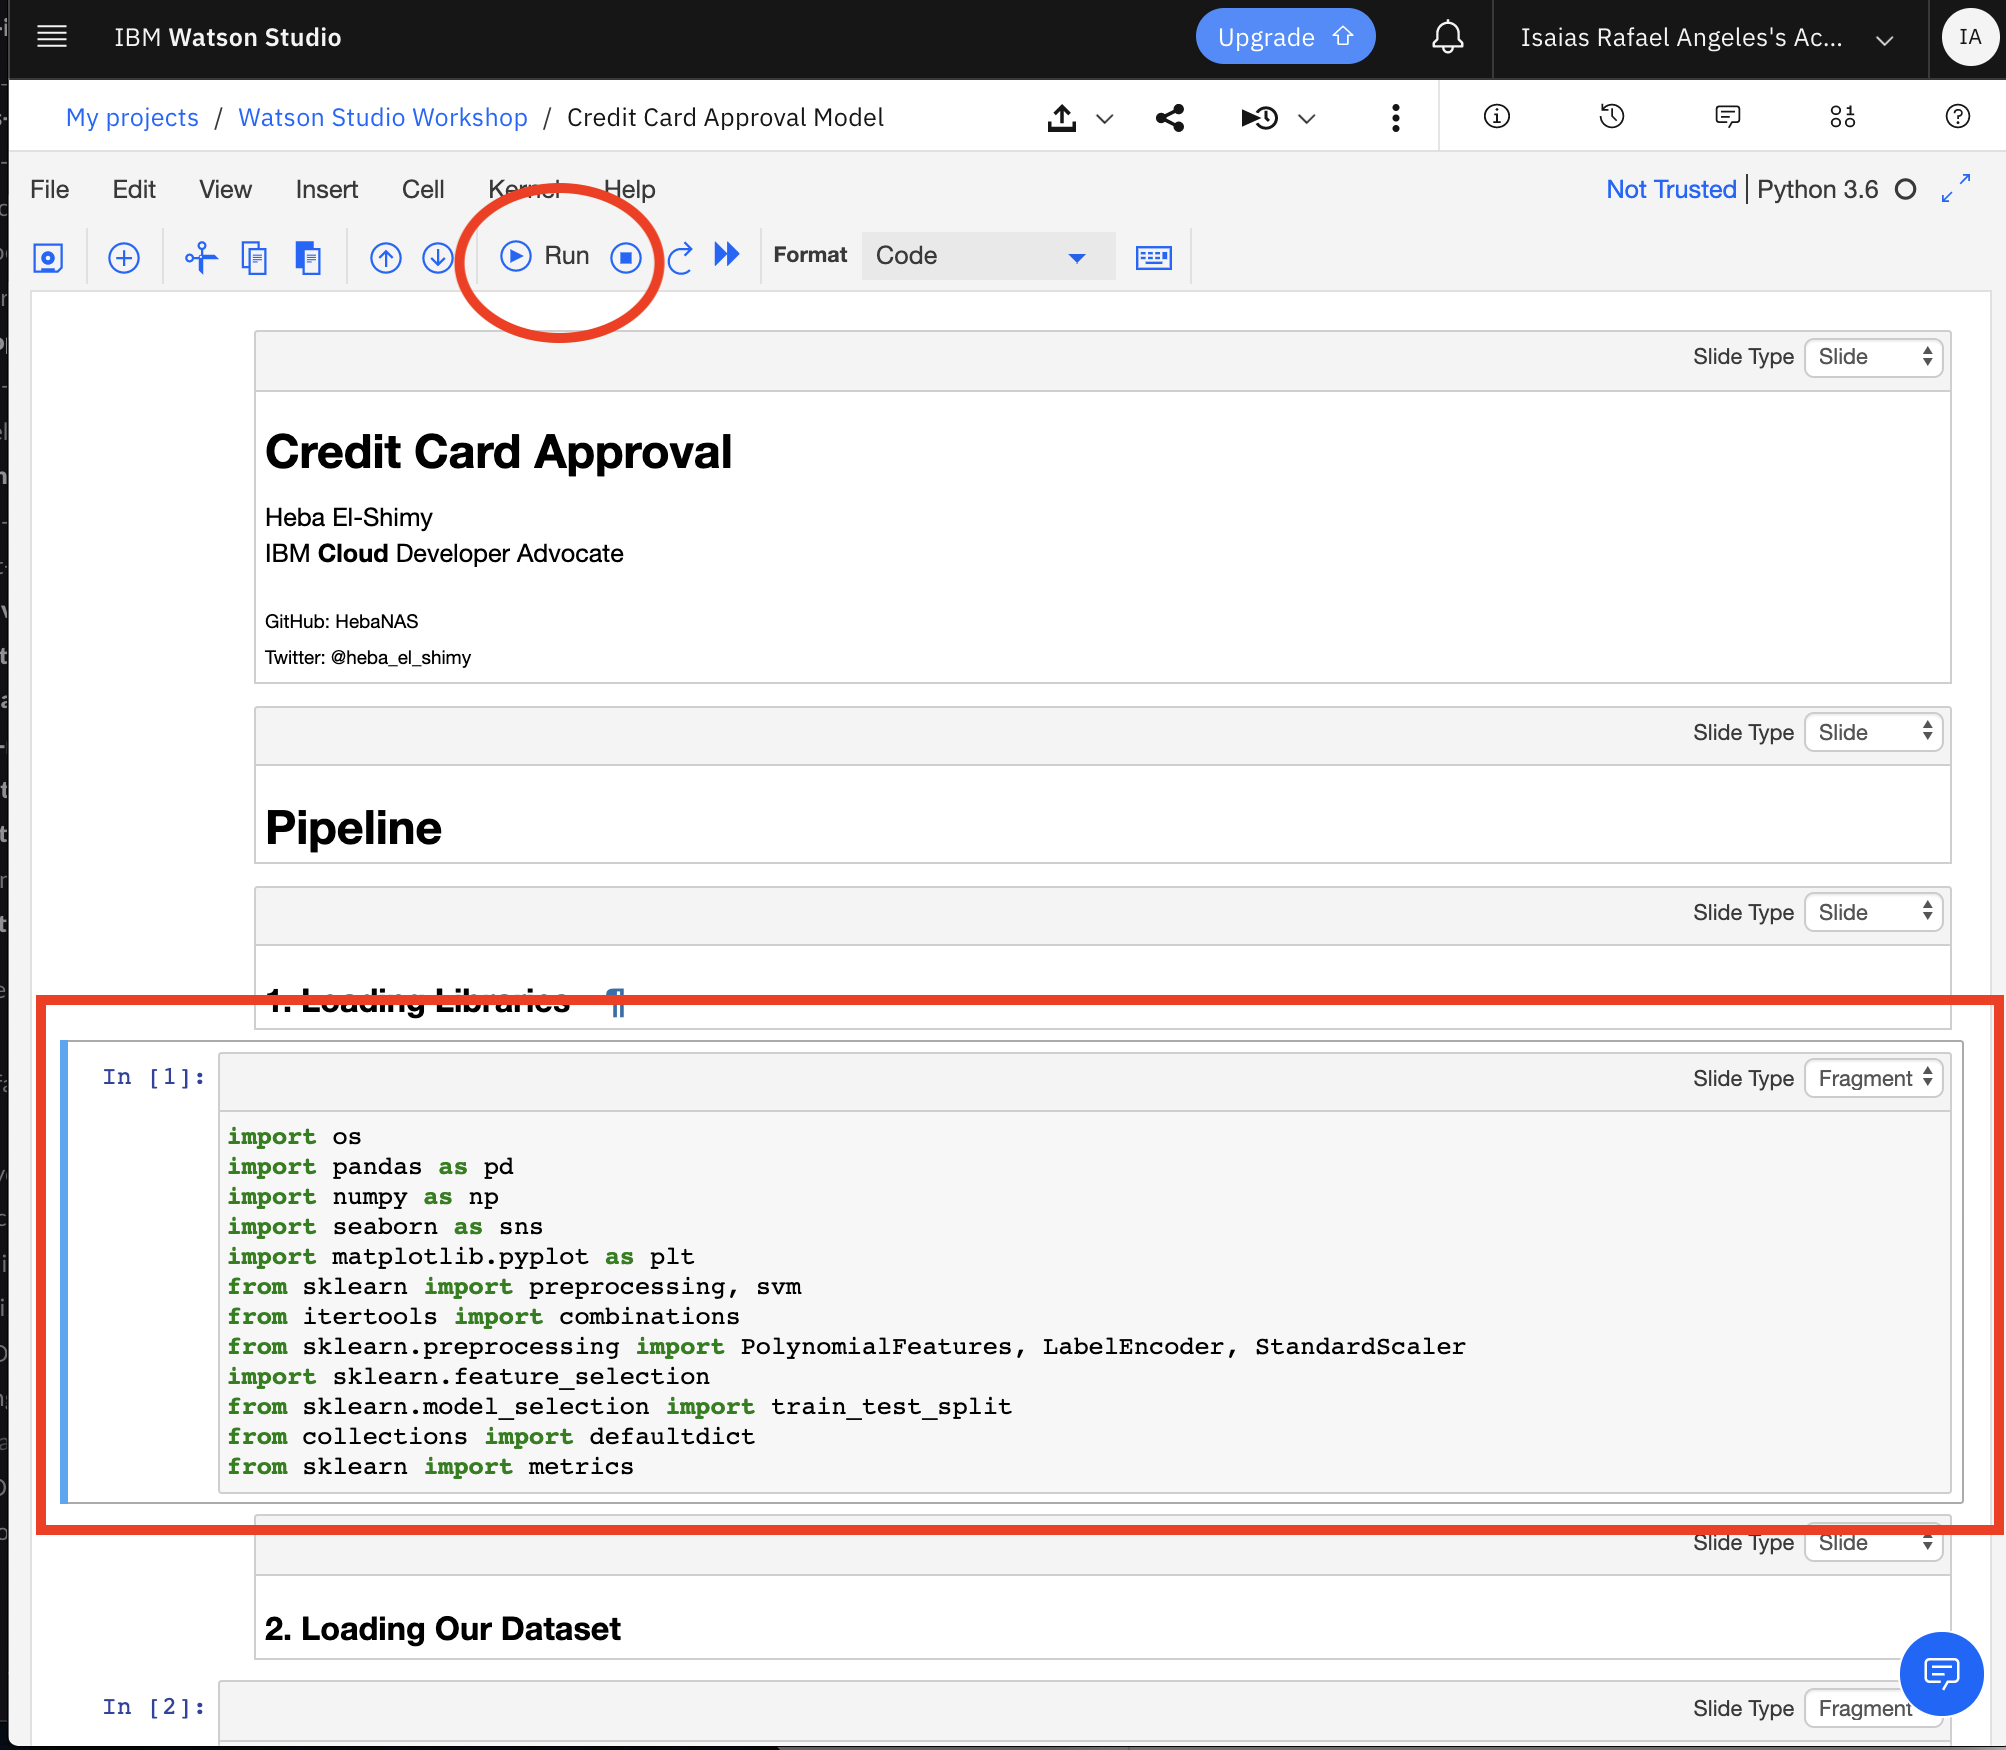 IBM Watson Studio
Upgrade
Isaias Rafael Angeles's Ac...
IA
My projects / Watson Studio Workshop / Credit Card Approval Model
File Edit View Insert Cell Kernel Help
Not Trusted | Python 3.6
Run
Format
Code
Slide Type Slide
Credit Card Approval
Heba El-Shimy
IBM Cloud Developer Advocate
GitHub: HebaNAS
Twitter: @heba_el_shimy
Slide Type Slide
Pipeline
Slide Type Slide
1. Loading Libraries ¶
In [1]:
Slide Type Fragment
import os
import pandas as pd
import numpy as np
import seaborn as sns
import matplotlib.pyplot as plt
from sklearn import preprocessing, svm
from itertools import combinations
from sklearn.preprocessing import PolynomialFeatures, LabelEncoder, StandardScaler
import sklearn.feature_selection
from sklearn.model_selection import train_test_split
from collections import defaultdict
from sklearn import metrics
Slide Type Slide
2. Loading Our Dataset
In [2]:
Slide Type Fragment